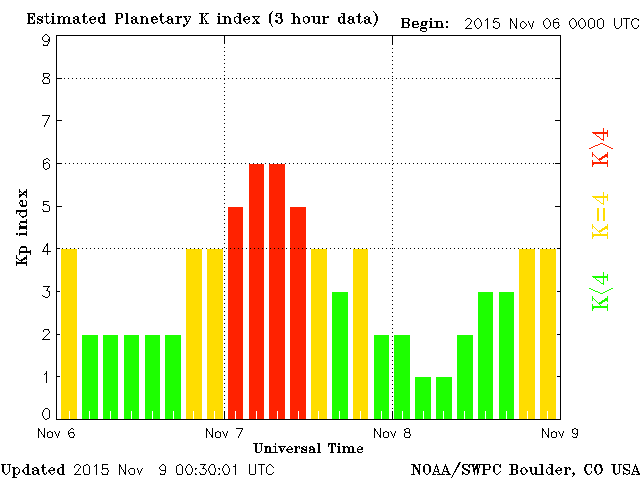 Estimated Planetary K index (3 hour data) Begin: 2015 Nov 06 0000 UTC
9
8
7
6
5
4
3
2
1
0
Kp index
K>4
K=4
K<4
Nov 6 Nov 7 Nov 8 Nov 9
Universal Time
Updated 2015 Nov 9 00:30:01 UTC NOAA/SWPC Boulder, CO USA